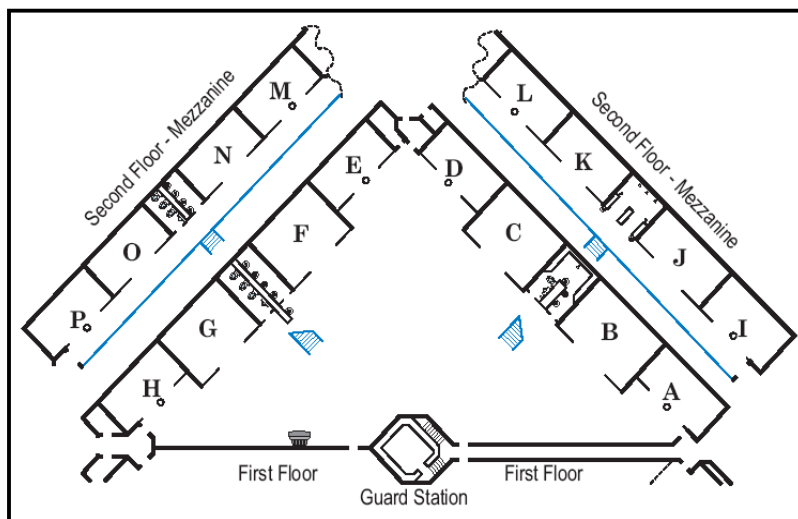 Second Floor - Mezzanine
Second Floor - Mezzanine
M
L
N
K
E
D
O
F
C
J
P
G
B
I
H
A
First Floor
First Floor
Guard Station